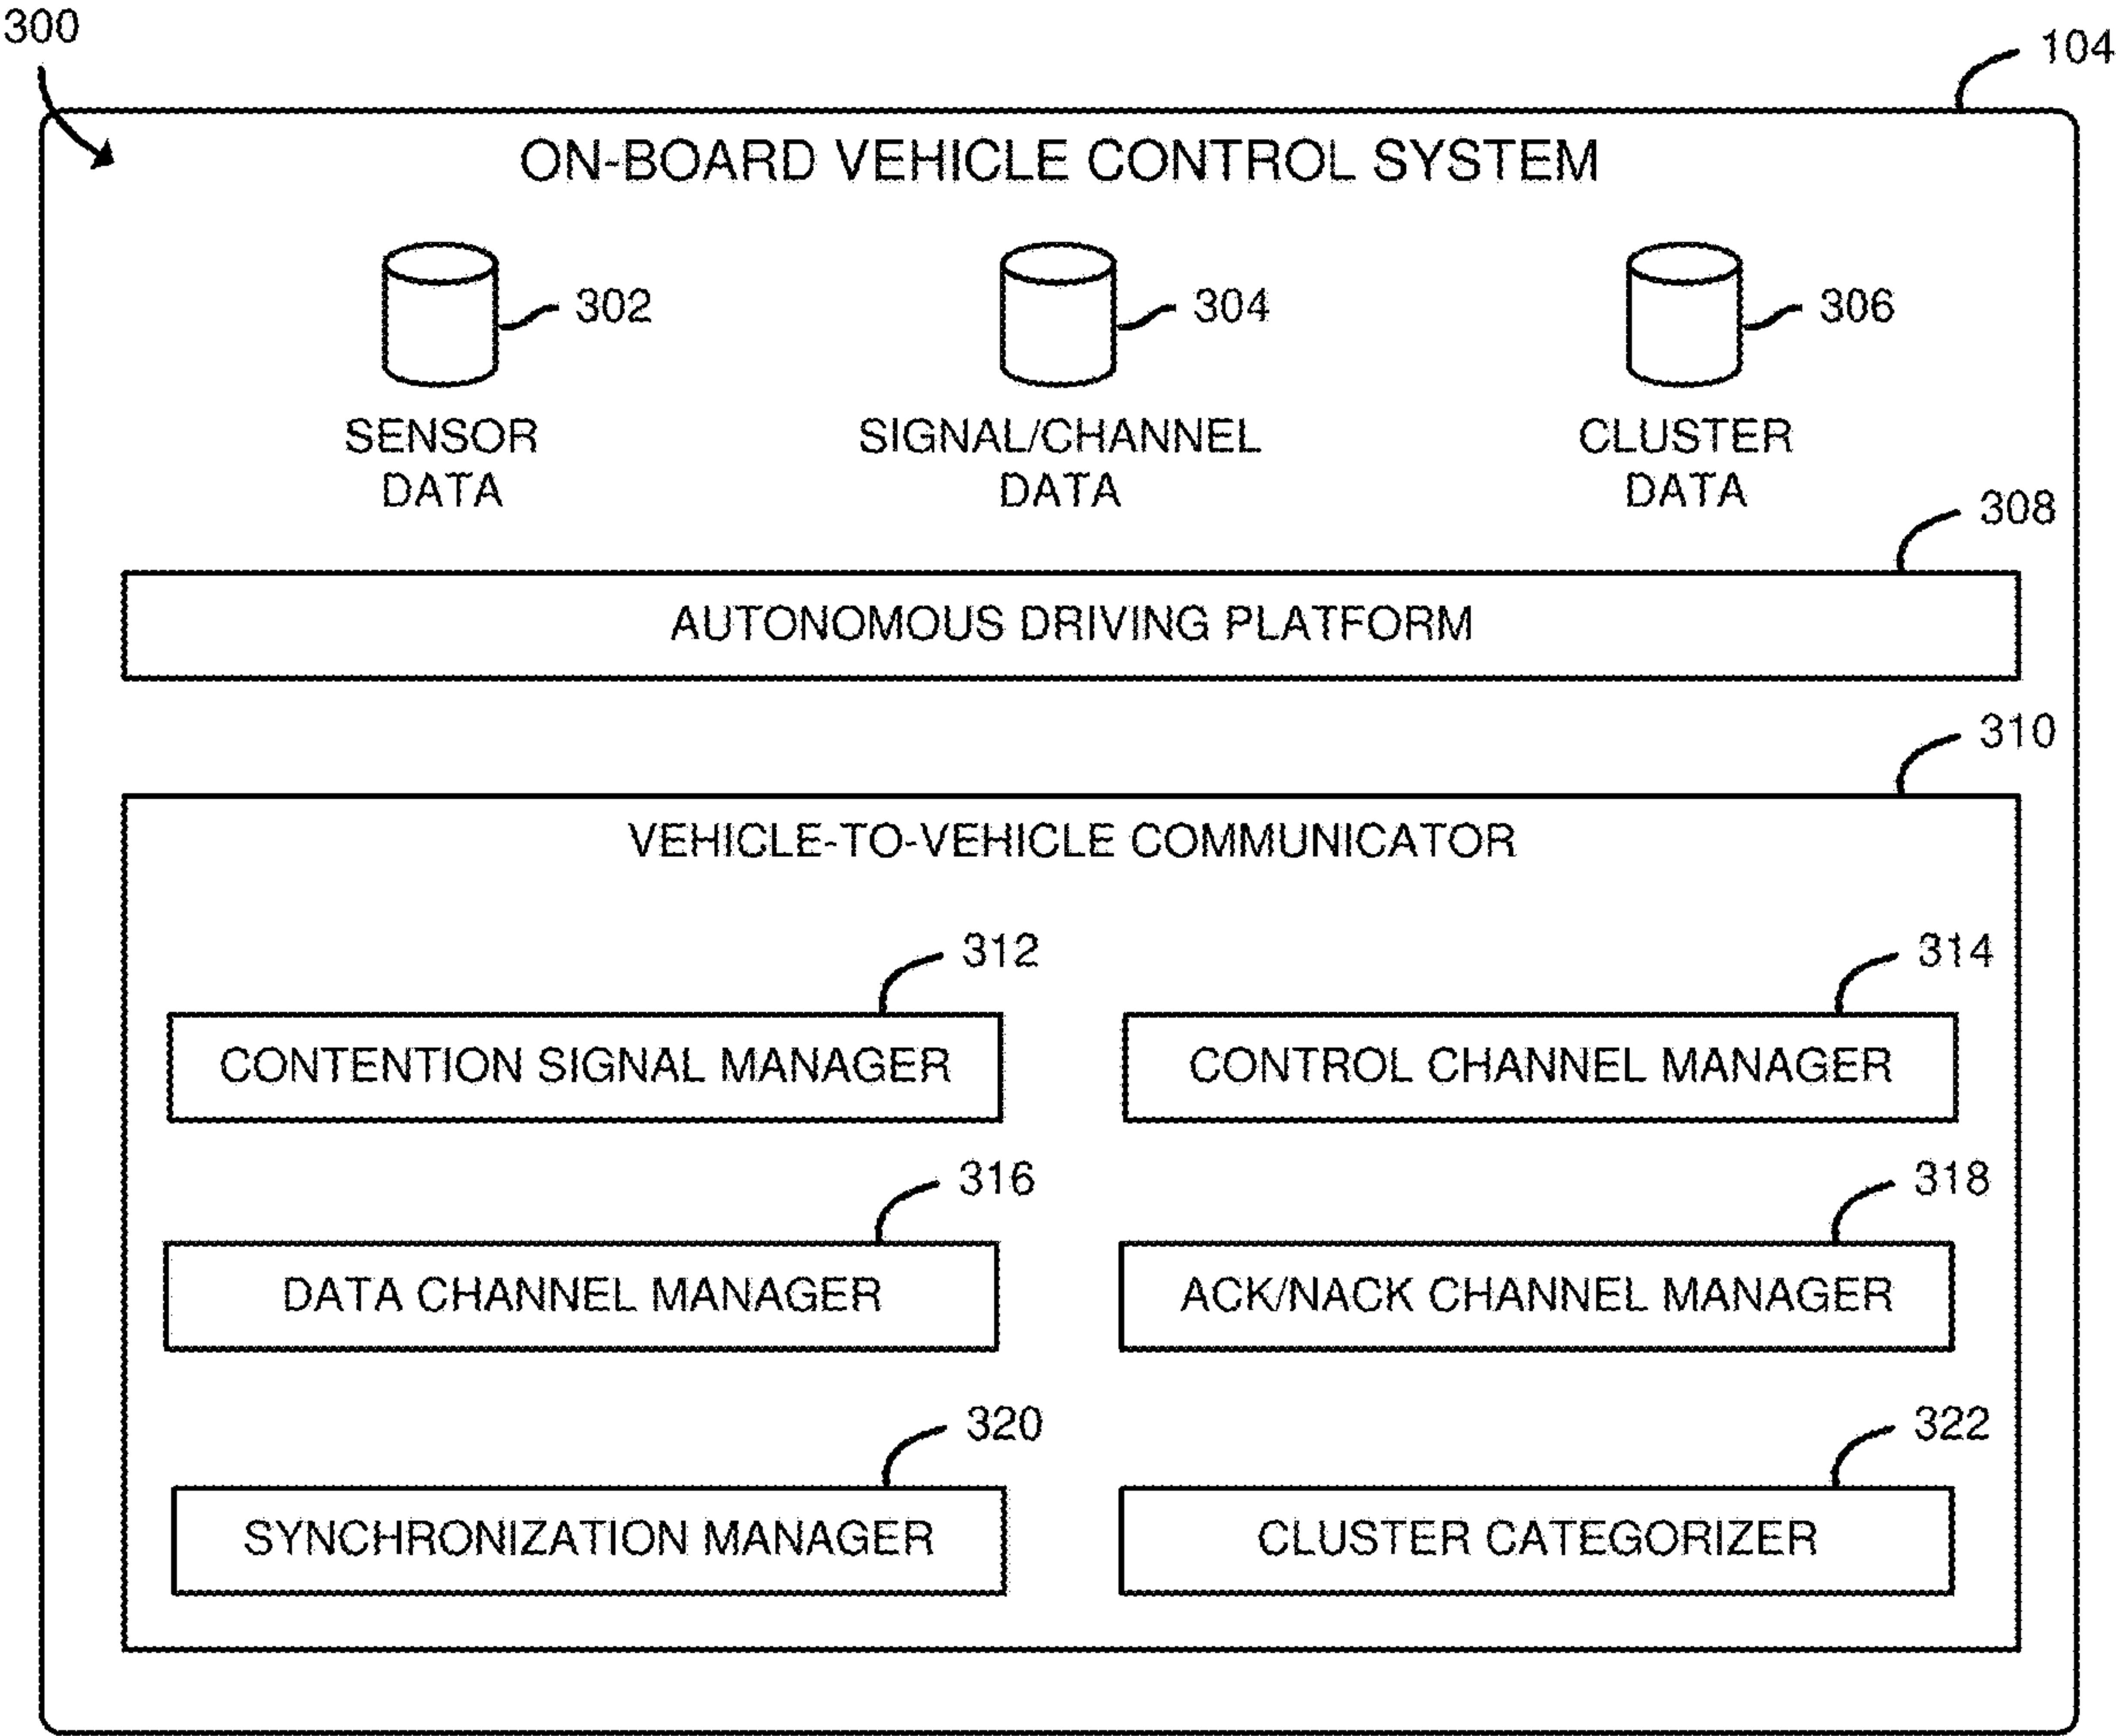 300
104
ON-BOARD VEHICLE CONTROL SYSTEM
302
304
306
SENSOR
DATA
SIGNAL/CHANNEL
DATA
CLUSTER
DATA
308
AUTONOMOUS DRIVING PLATFORM
310
VEHICLE-TO-VEHICLE COMMUNICATOR
312
314
CONTENTION SIGNAL MANAGER
CONTROL CHANNEL MANAGER
316
318
DATA CHANNEL MANAGER
ACK/NACK CHANNEL MANAGER
320
322
SYNCHRONIZATION MANAGER
CLUSTER CATEGORIZER